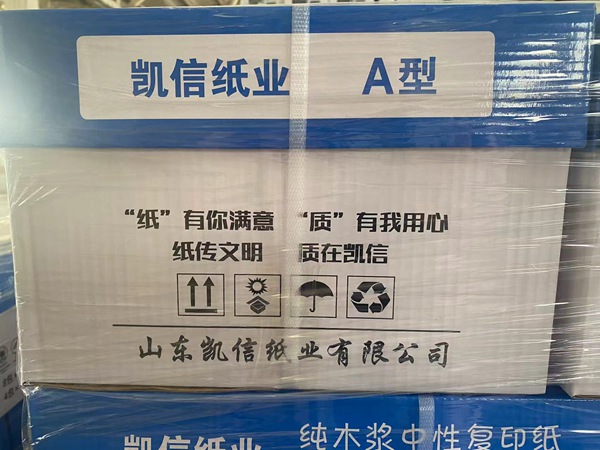 凯信纸业 A型
“纸”有你满意 “质”有我用心
纸传文明 质在凯信
山东凯信纸业有限公司
凯信纸业 纯木浆中性复印纸